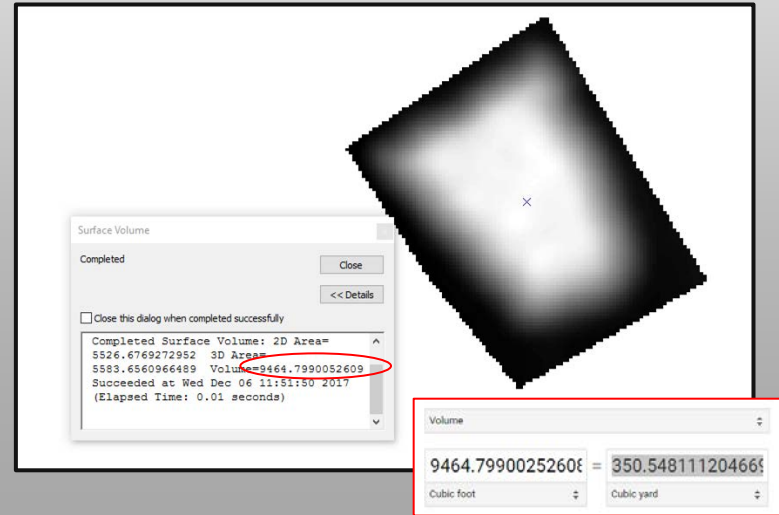 Surface Volume
Completed
Close
<< Details
Close this dialog when completed successfully
Completed Surface Volume: 2D Area=
5526.6769272952 3D Area=
5583.6560966489 Volume=9464.7990052609
Succeeded at Wed Dec 06 11:51:50 2017
(Elapsed Time: 0.01 seconds)
Volume
9464.79900252608 = 350.548111204669
Cubic foot Cubic yard